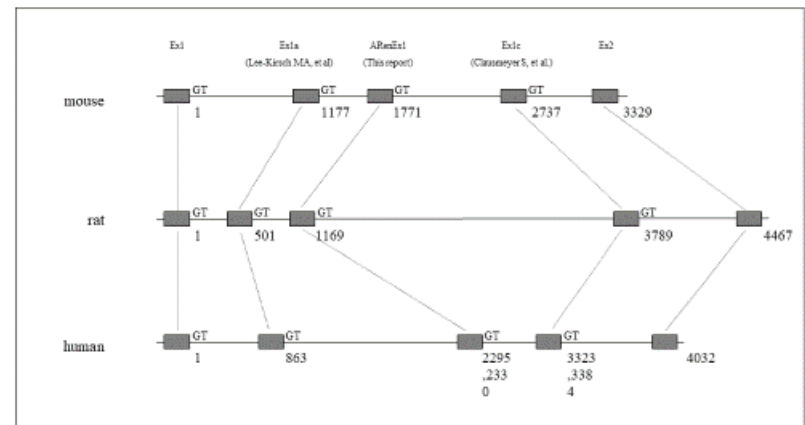 Ex1 Ex1a ARenEx1 Ex1c Ex2
(Lee-Kirsch MA, et al) (This report) (Clausmeyer S, et al.)
mouse GT GT GT GT
1 1177 1771 2737 3329
rat GT GT GT GT
1 501 1169 3789 4467
human GT GT GT GT
1 863 2295 3323 4032
,233 ,338
0 4